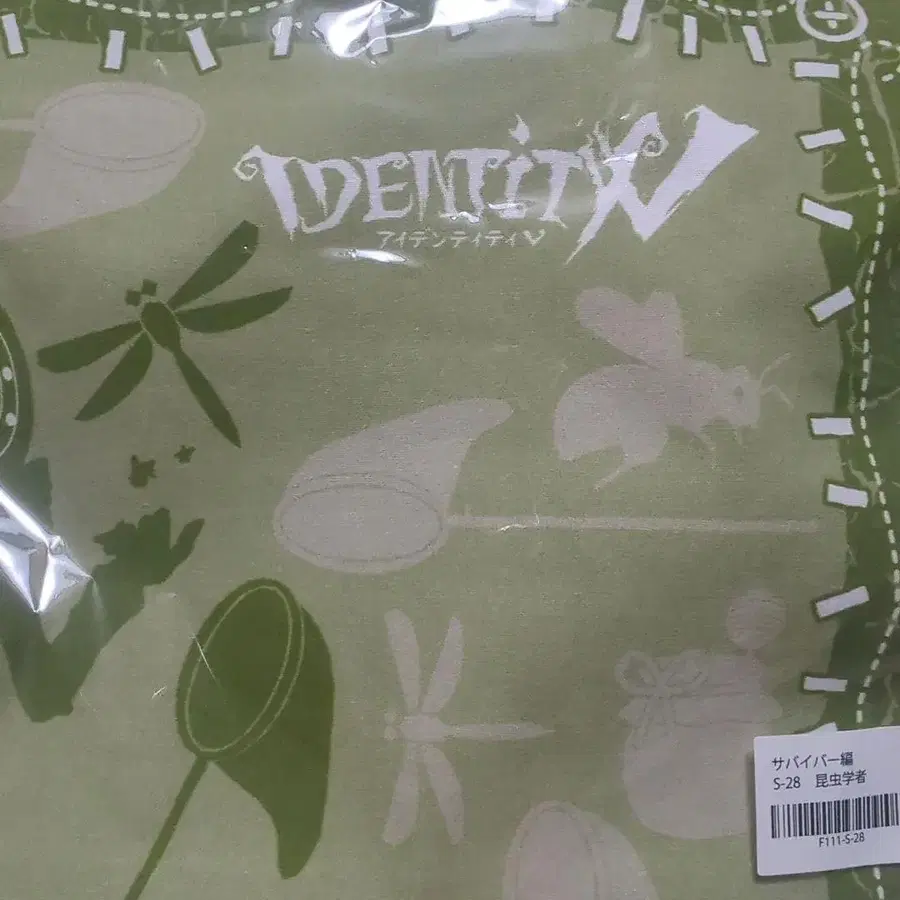 IDENTITY V
アイデンティティV
サバイバー編
S-28 昆虫学者
F111-S-28